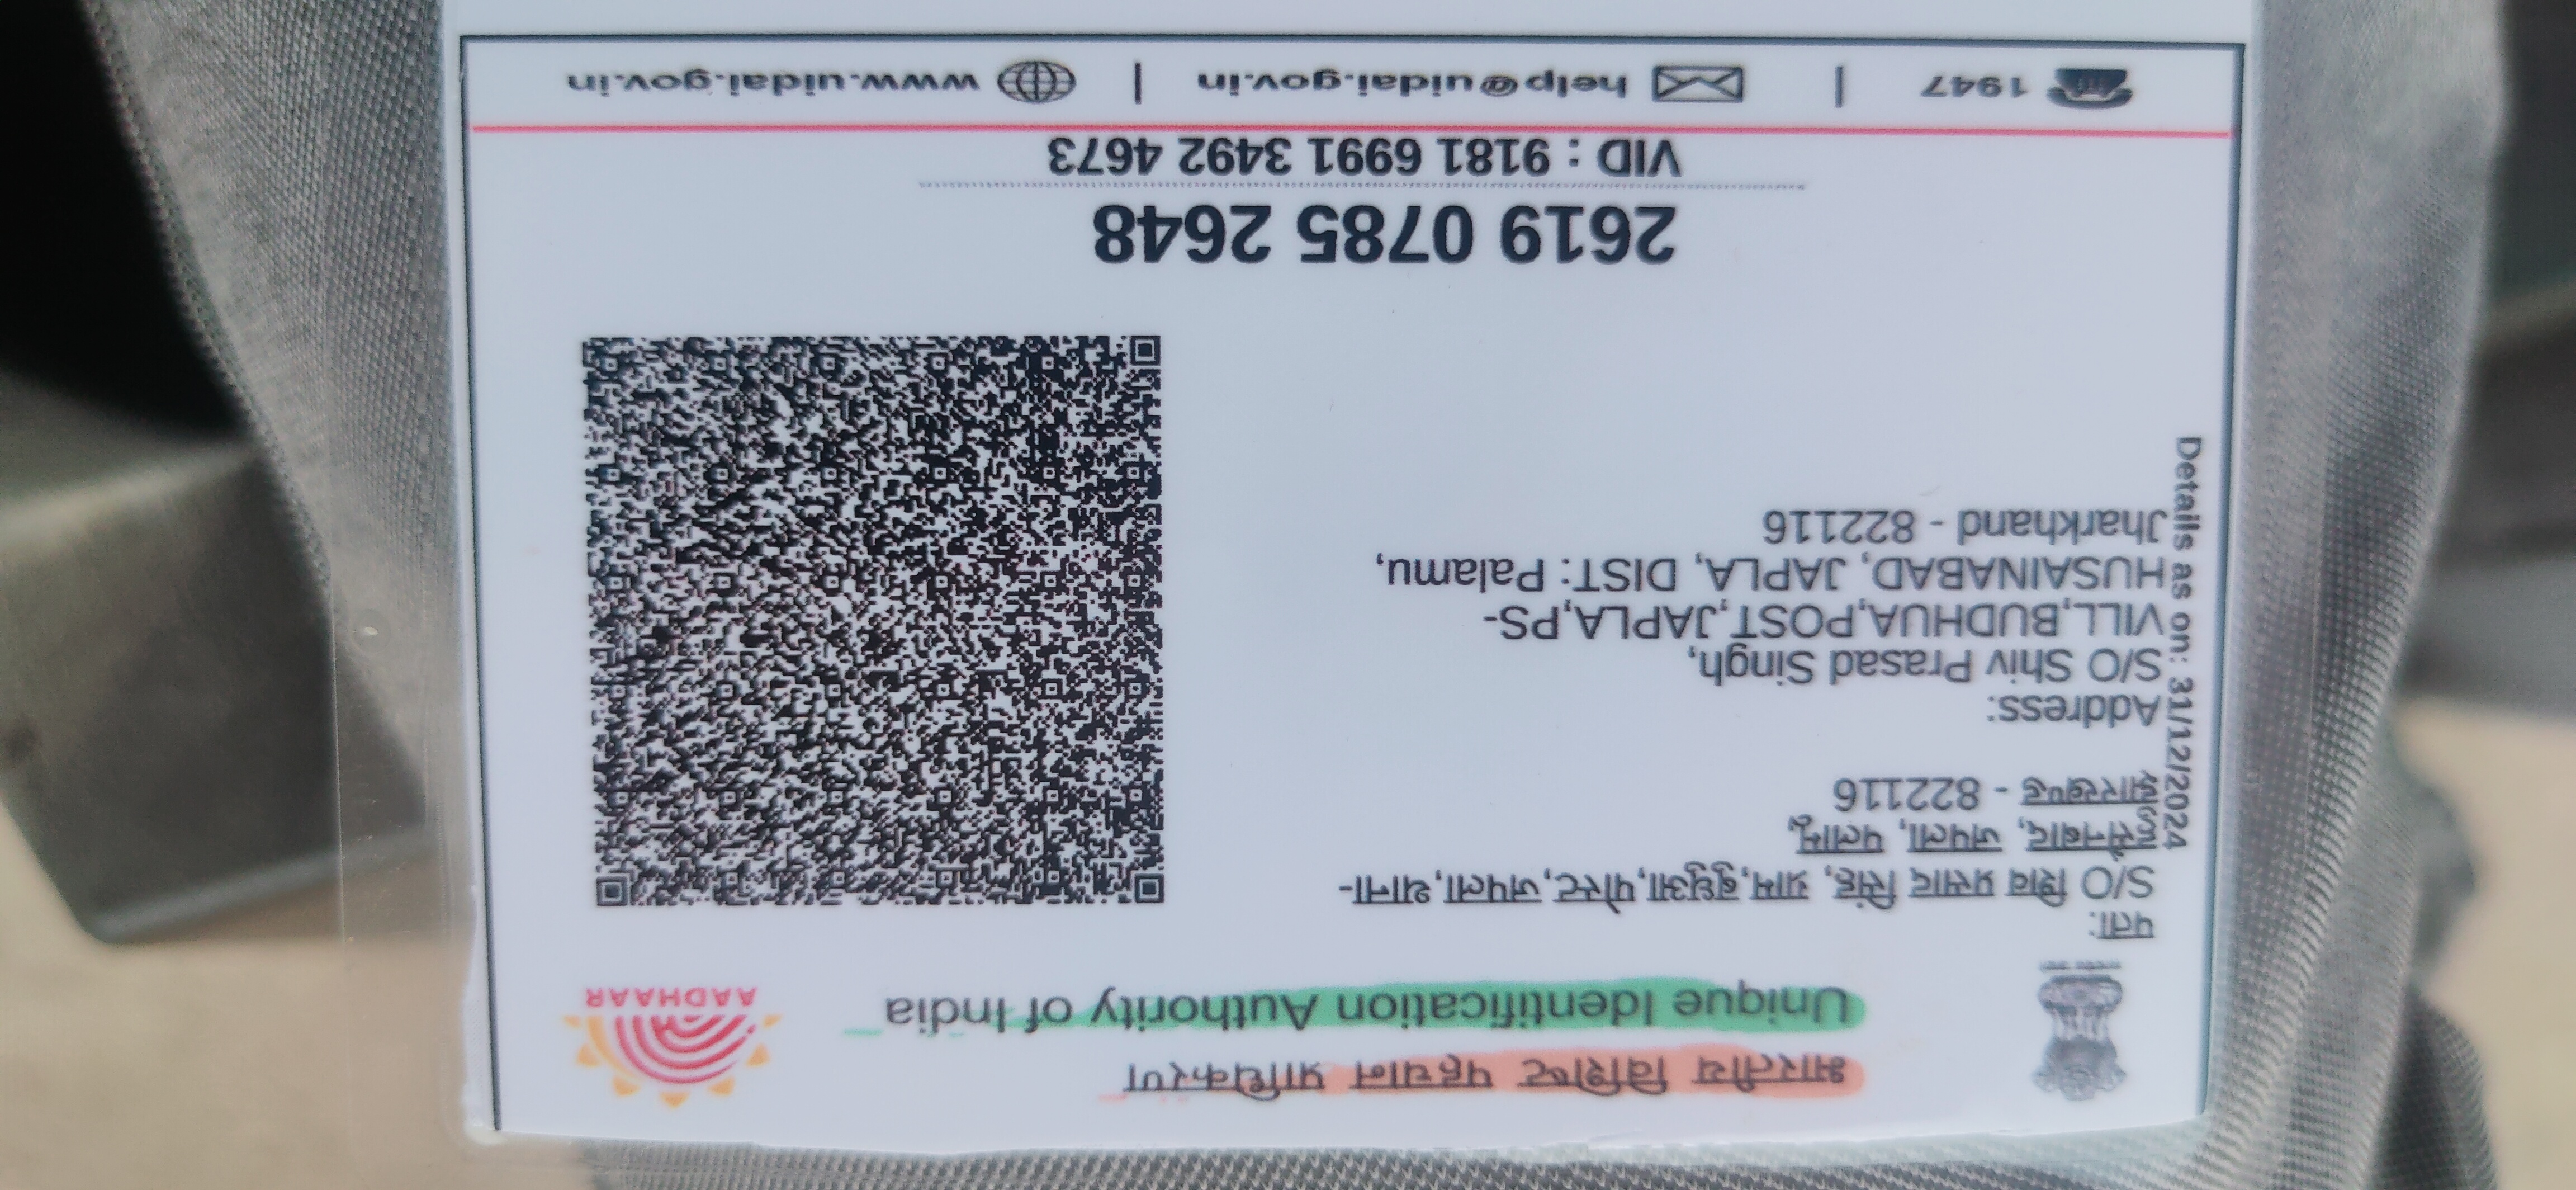 भारतीय विशिष्ट पहचान प्राधिकरण
Unique Identification Authority of India
AADHAAR
पता:
S/O शिव प्रसाद सिंह, ग्राम,बुधुआ,पोस्ट,जपला,थाना-
हुसैनबाद, जपला, पलामू,
झारखण्ड - 822116
Address:
S/O Shiv Prasad Singh,
VILL,BUDHUA,POST,JAPLA,PS-
HUSAINABAD, JAPLA, DIST: Palamu,
Jharkhand - 822116
Details as on: 31/12/2024
2619 0785 2648
VID : 9181 6991 3492 4673
1947 | help@uidai.gov.in | www.uidai.gov.in